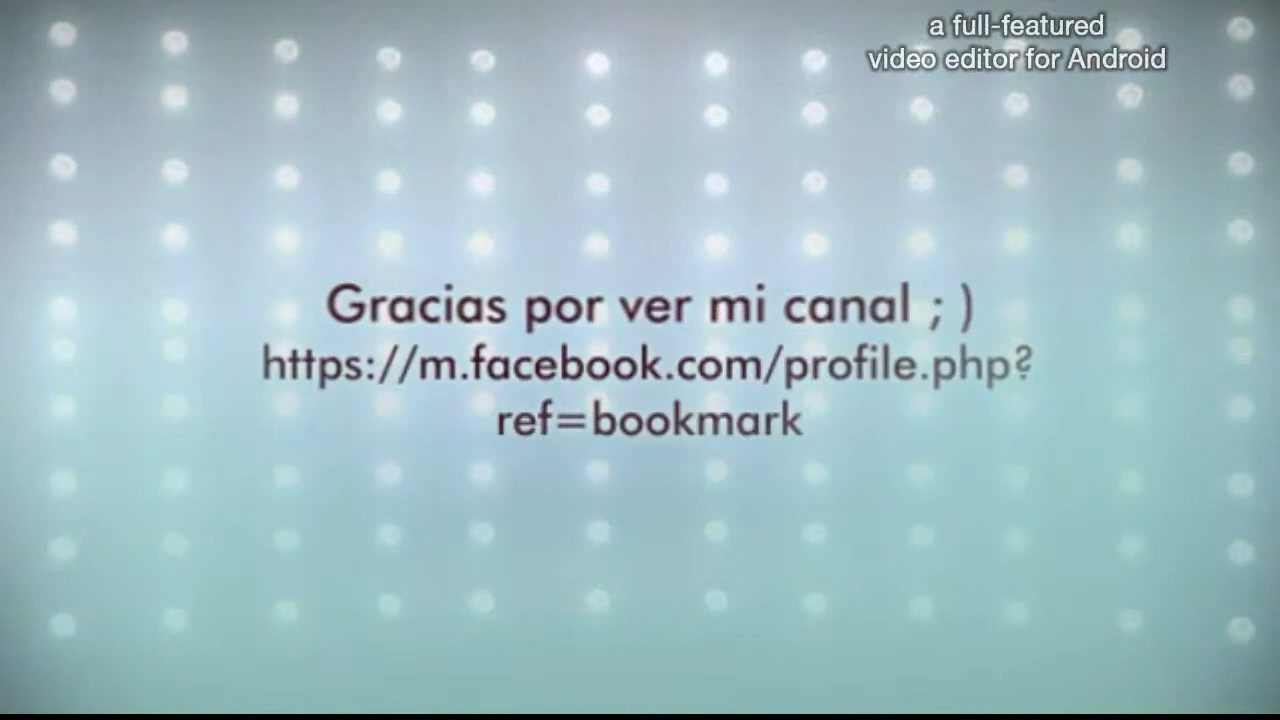 a full-featured
video editor for Android
Gracias por ver mi canal ; )
https://m.facebook.com/profile.php?
ref=bookmark